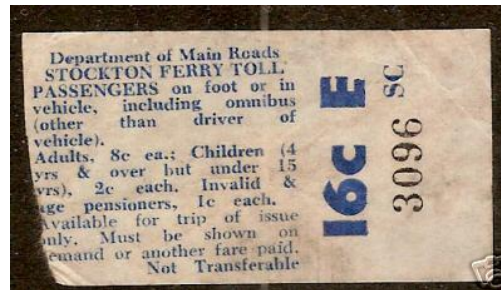 Department of Main Roads
STOCKTON FERRY TOLL
PASSENGERS on foot or in
vehicle, including omnibus
(other than driver of
vehicle).
Adults, 8c ea.; Children (4
yrs & over but under 15
yrs), 2c each. Invalid &
age pensioners, 1c each.
Available for trip of issue
only. Must be shown on
demand or another fare paid.
Not Transferable
16c E
3096 SC